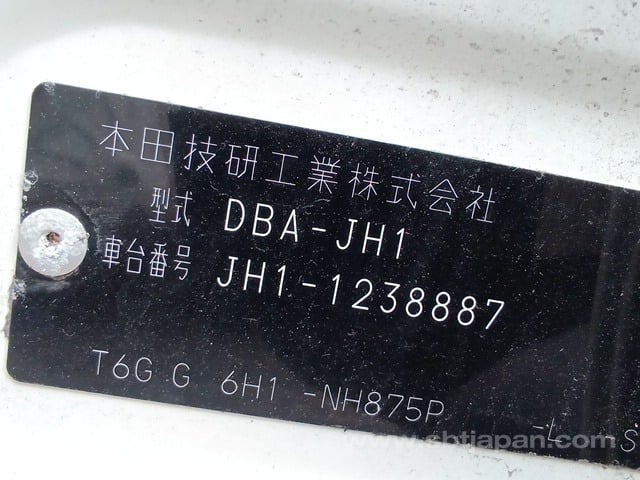 本田技研工業株式会社
型式 DBA-JH1
車台番号 JH1-1238887
T6G G 6H1 -NH875P -L -S
www.sbtjapan.com